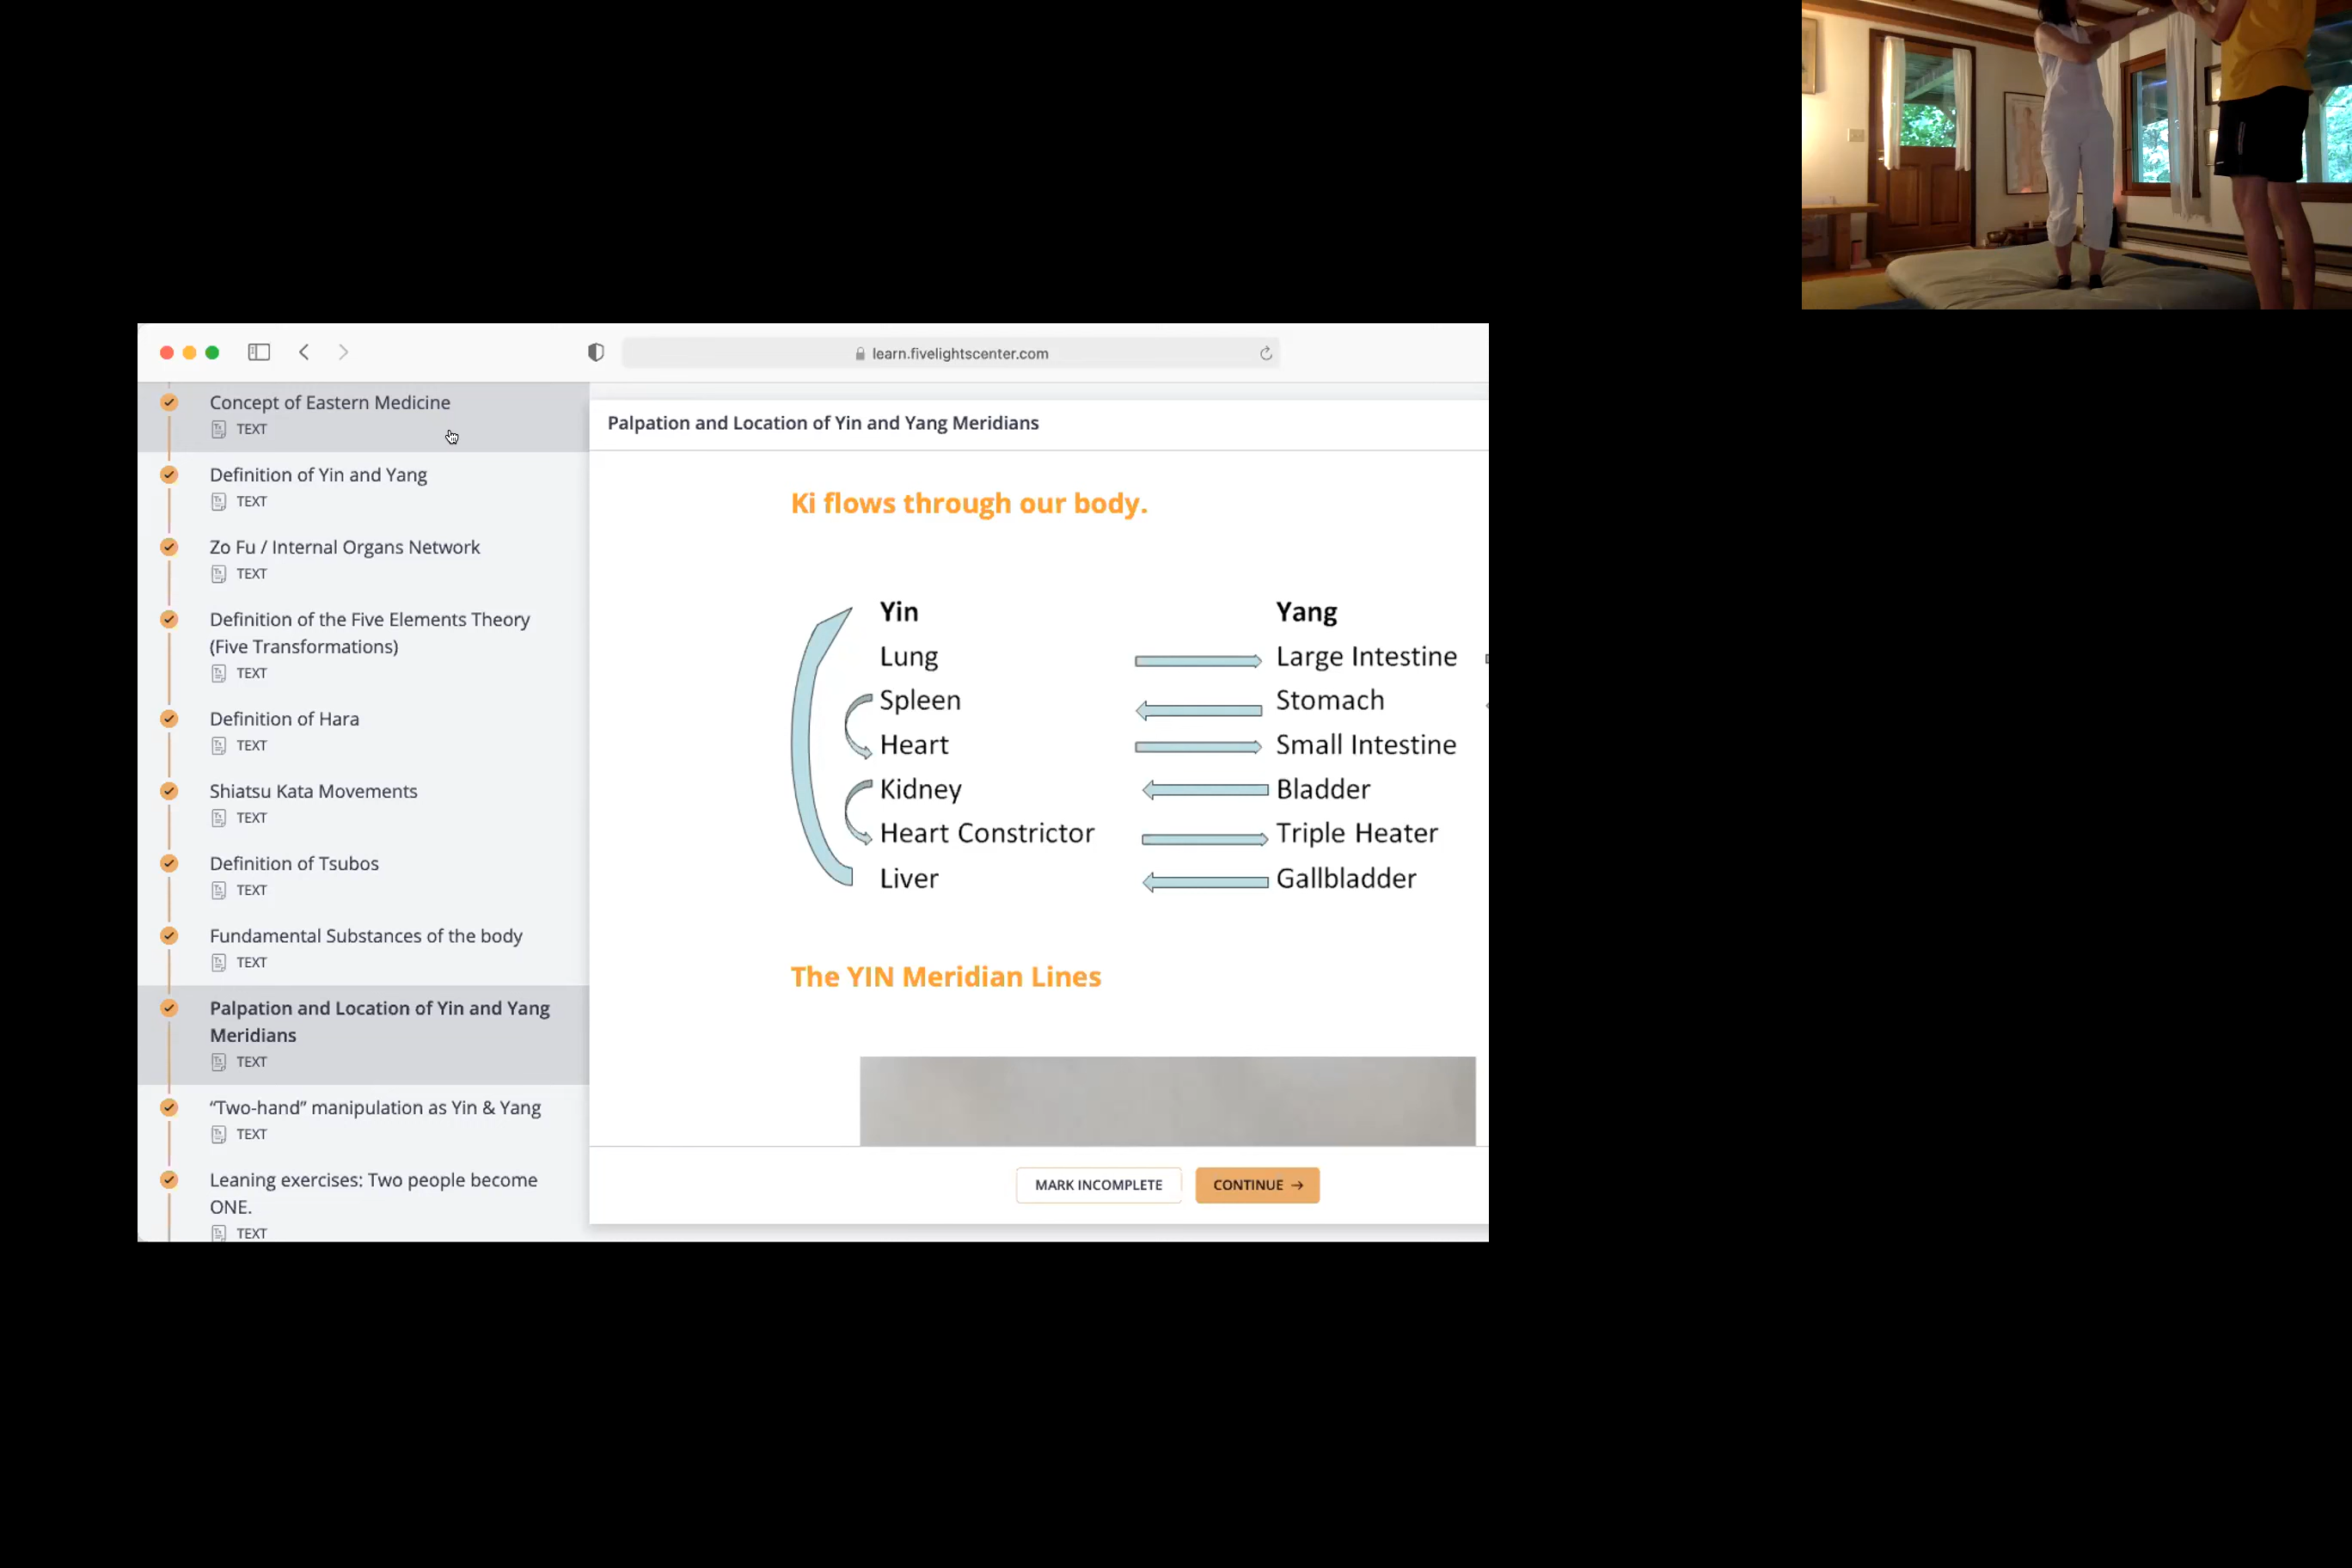 learn.fivelightscenter.com
Concept of Eastern Medicine
TEXT
Definition of Yin and Yang
TEXT
Zo Fu / Internal Organs Network
TEXT
Definition of the Five Elements Theory
(Five Transformations)
TEXT
Definition of Hara
TEXT
Shiatsu Kata Movements
TEXT
Definition of Tsubos
TEXT
Fundamental Substances of the body
TEXT
Palpation and Location of Yin and Yang
Meridians
TEXT
“Two-hand” manipulation as Yin & Yang
TEXT
Leaning exercises: Two people become
ONE.
TEXT
Palpation and Location of Yin and Yang Meridians
Ki flows through our body.
Yin Yang
Lung Large Intestine
Spleen Stomach
Heart Small Intestine
Kidney Bladder
Heart Constrictor Triple Heater
Liver Gallbladder
The YIN Meridian Lines
MARK INCOMPLETE CONTINUE →